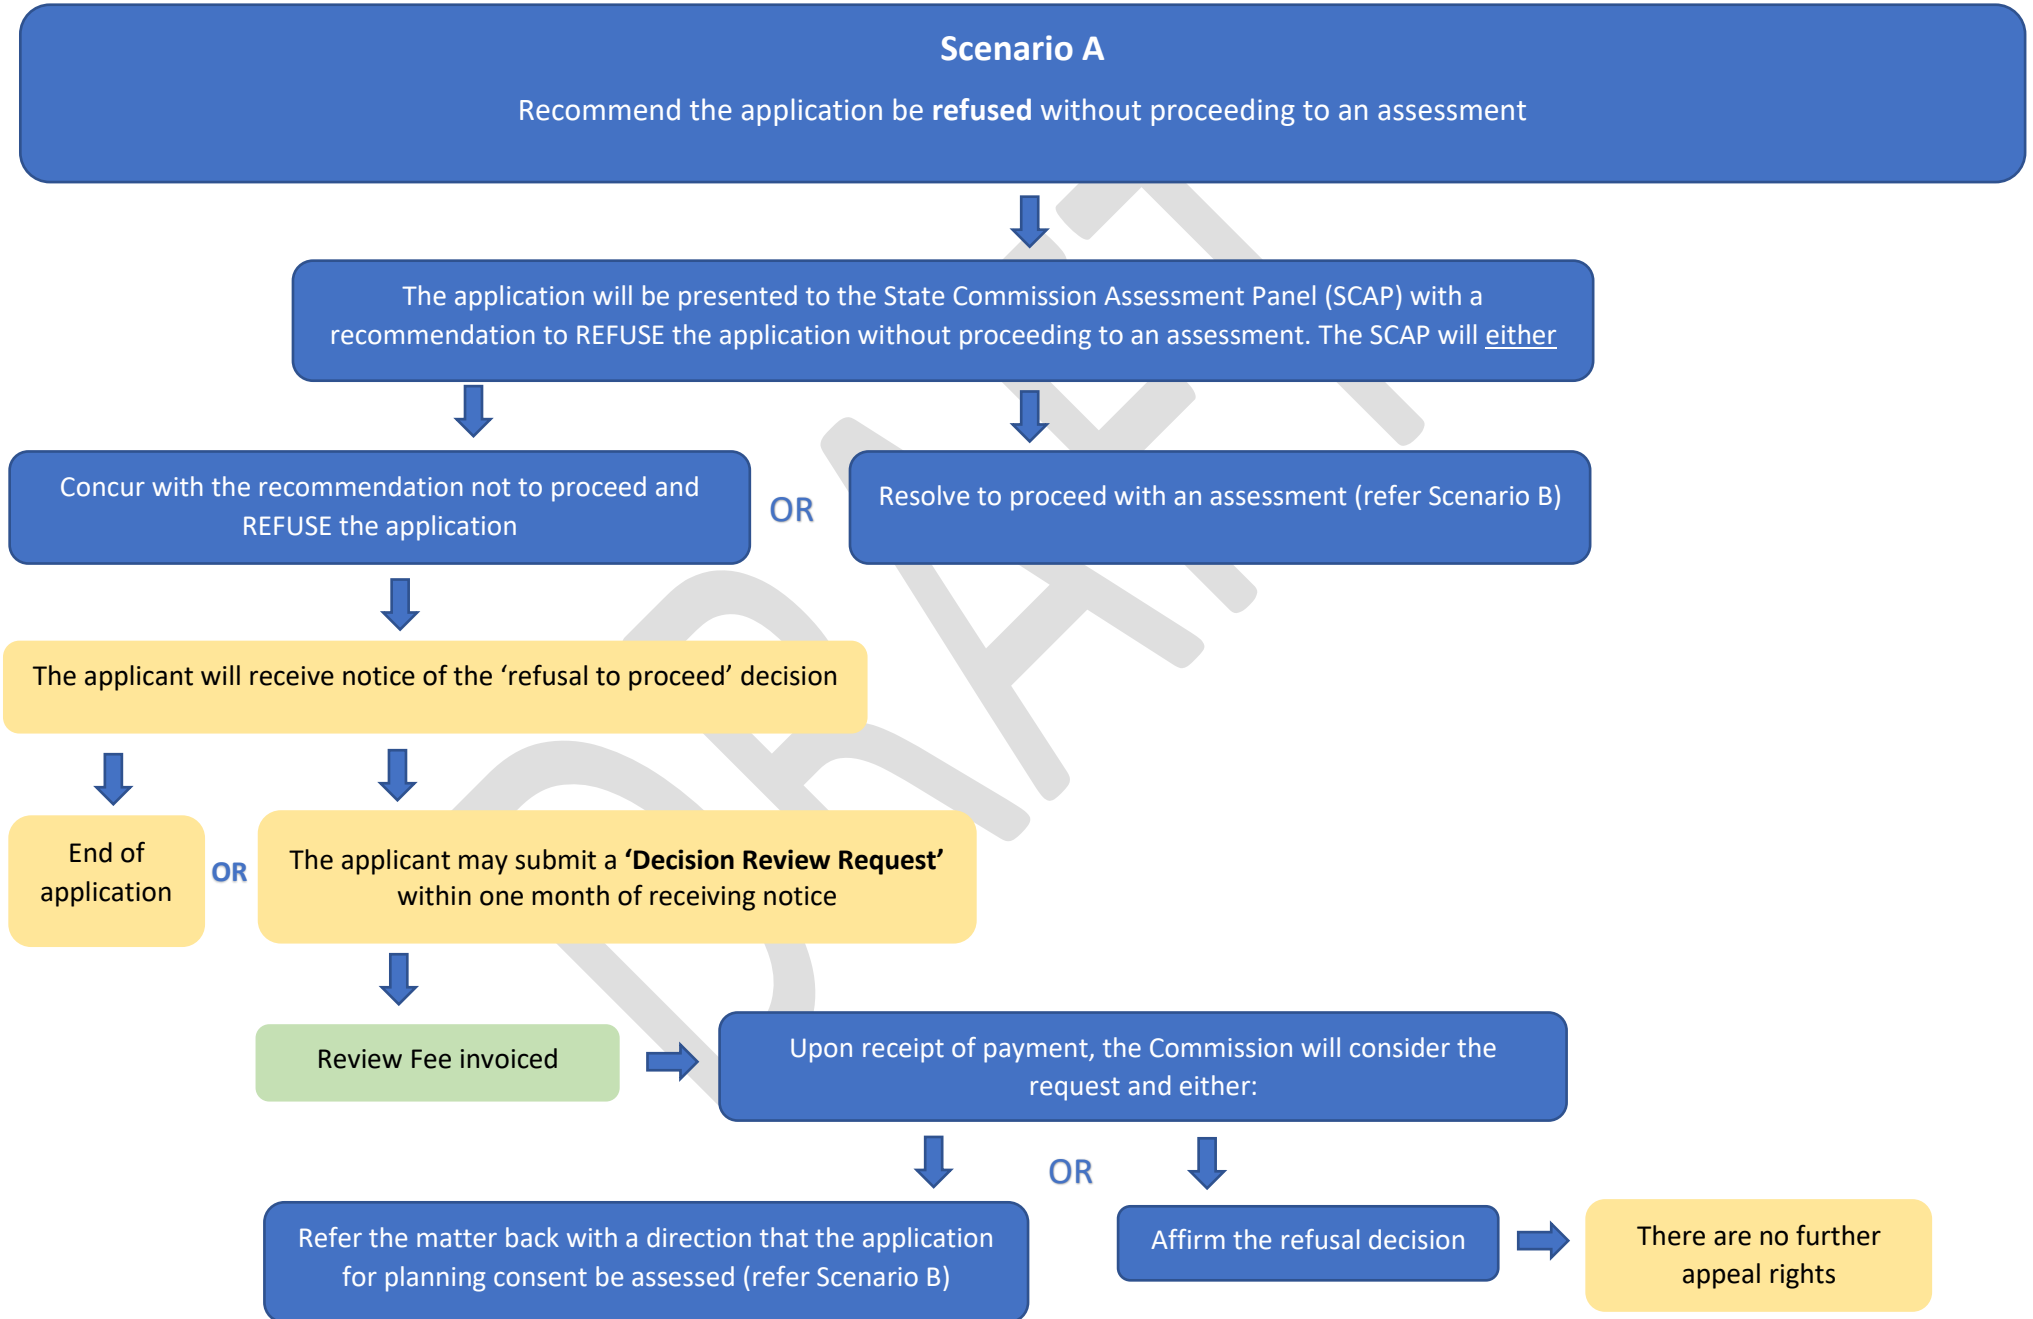 Scenario A
Recommend the application be refused without proceeding to an assessment
The application will be presented to the State Commission Assessment Panel (SCAP) with a
recommendation to REFUSE the application without proceeding to an assessment. The SCAP will either
Concur with the recommendation not to proceed and
REFUSE the application
OR
Resolve to proceed with an assessment (refer Scenario B)
The applicant will receive notice of the ‘refusal to proceed’ decision
End of
application
OR
The applicant may submit a ‘Decision Review Request’
within one month of receiving notice
Review Fee invoiced
Upon receipt of payment, the Commission will consider the
request and either:
OR
Refer the matter back with a direction that the application
for planning consent be assessed (refer Scenario B)
Affirm the refusal decision
There are no further
appeal rights
DRAFT